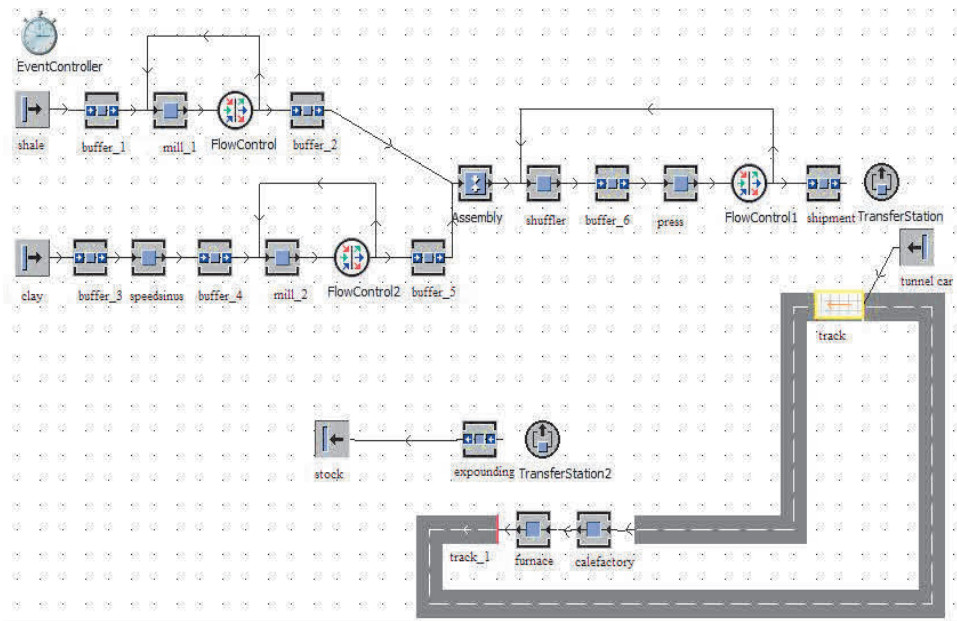 EventController
shale
buffer_1
mill_1
FlowControl
buffer_2
Assembly
shuffler
buffer_6
press
FlowControl1
shipment
TransferStation
clay
buffer_3
speedsinus
buffer_4
mill_2
FlowControl2
buffer_5
tunnel car
track
stock
expounding
TransferStation2
track_1
furnace
calefactory